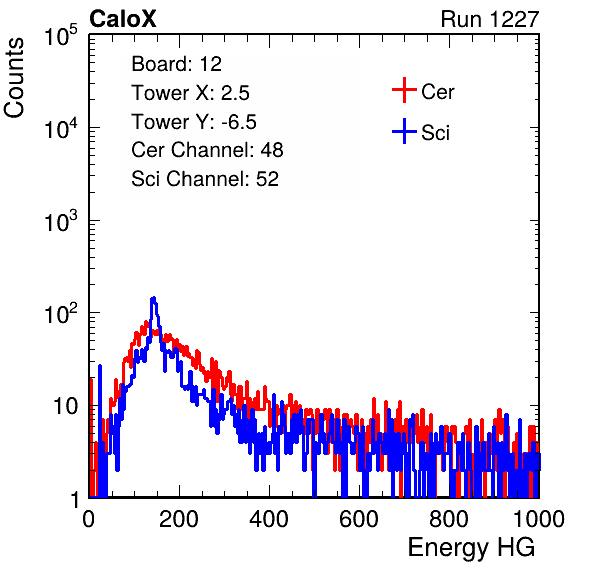 CaloX
Run 1227
10^5
10^4
10^3
10^2
10
1
Counts
Board: 12
Tower X: 2.5
Tower Y: -6.5
Cer Channel: 48
Sci Channel: 52
Cer
Sci
0 200 400 600 800 1000
Energy HG